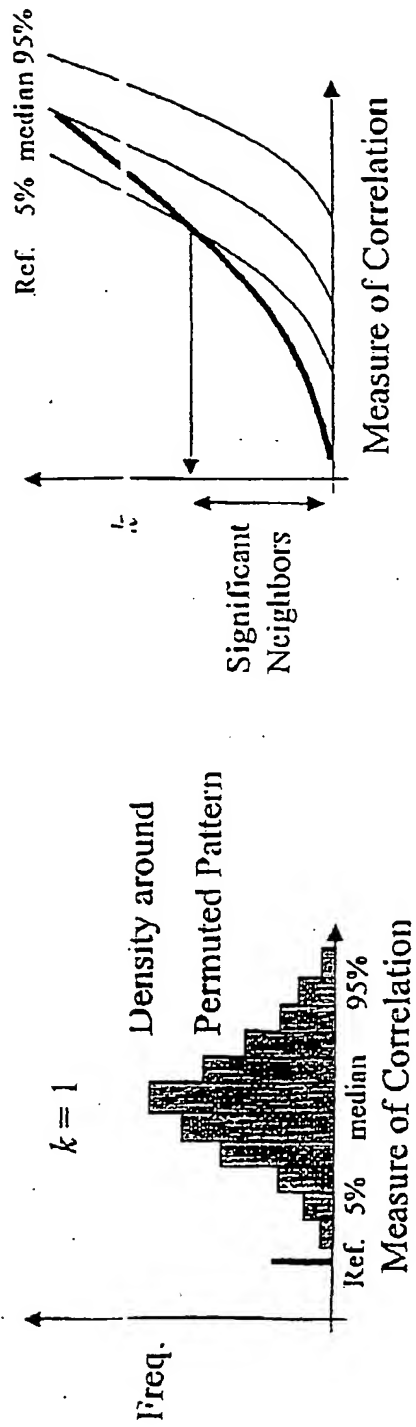 k = 1
Freq.
Density around
Permuted Pattern
Ref. 5% median 95%
Measure of Correlation
Ref. 5% median 95%
k
Significant
Neighbors
Measure of Correlation